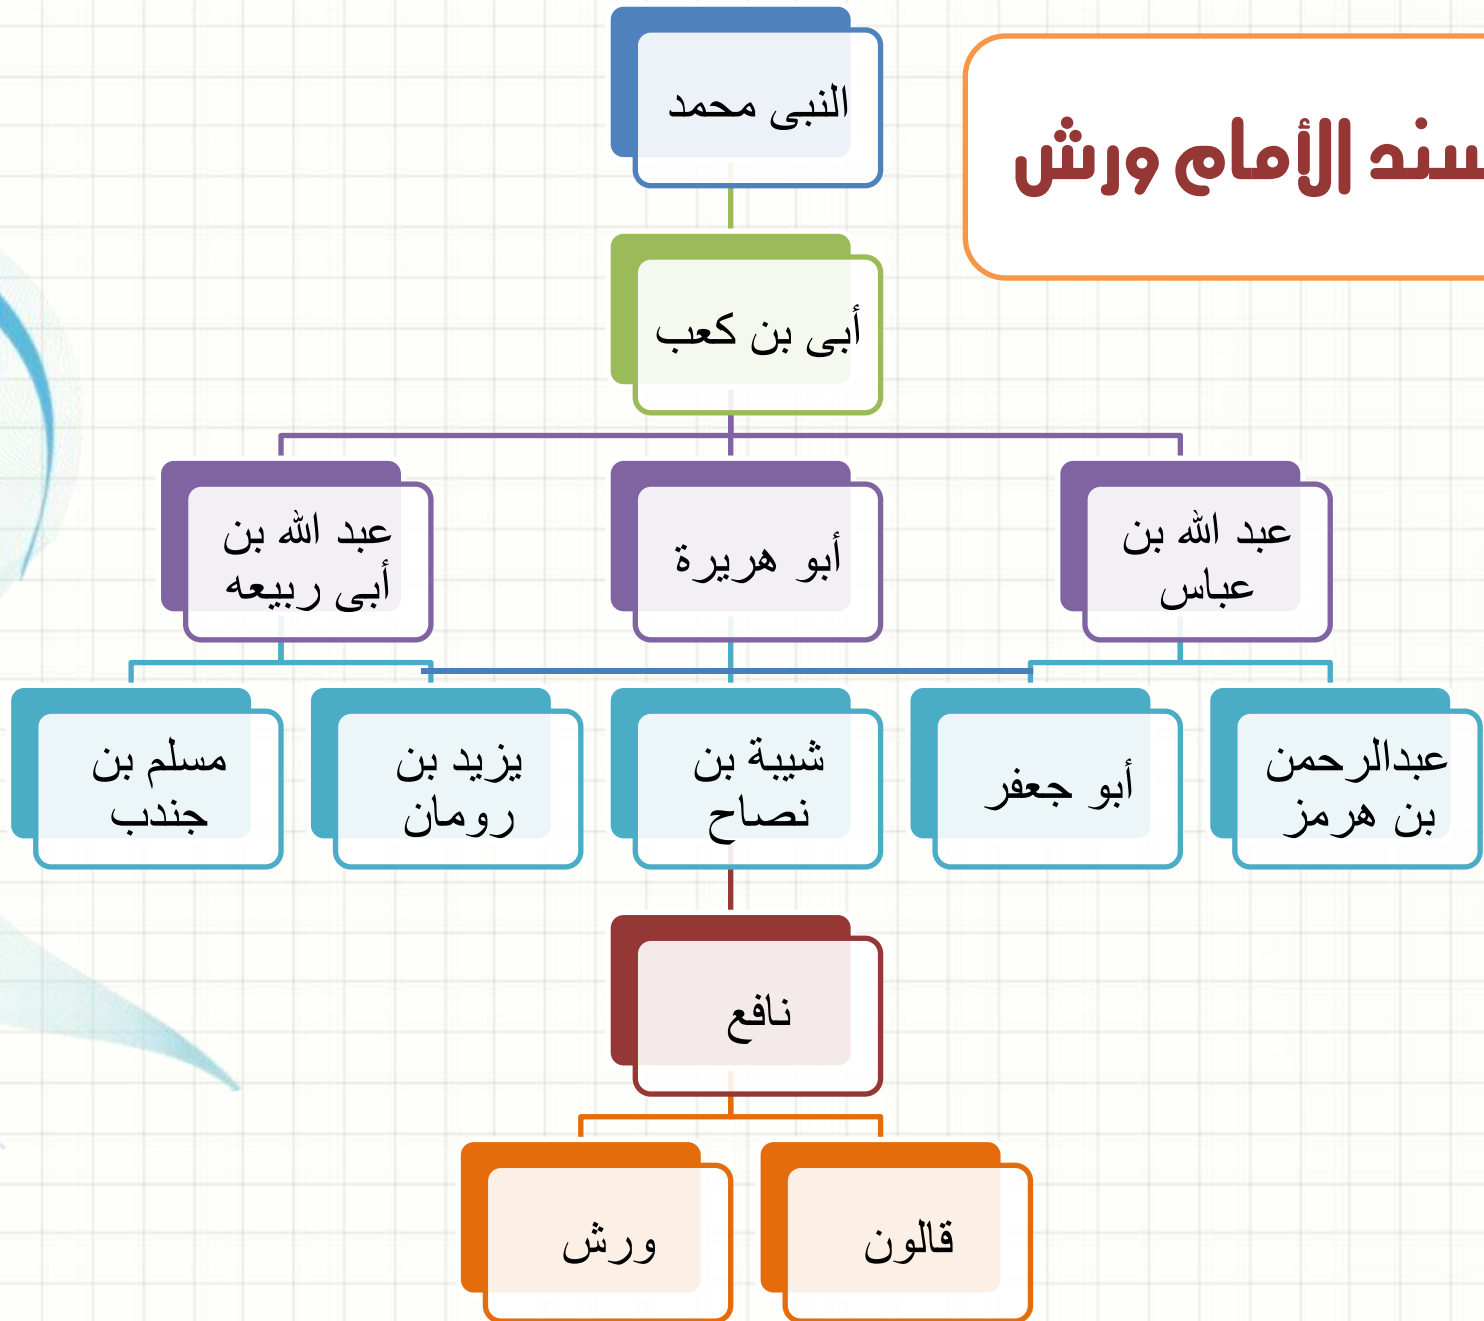 سند الأمام ورش
النبى محمد
أبى بن كعب
عبد الله بن
عباس
أبو هريرة
عبد الله بن
أبى ربيعه
عبدالرحمن
بن هرمز
أبو جعفر
شيبة بن
نصاح
يزيد بن
رومان
مسلم بن
جندب
نافع
قالون
ورش